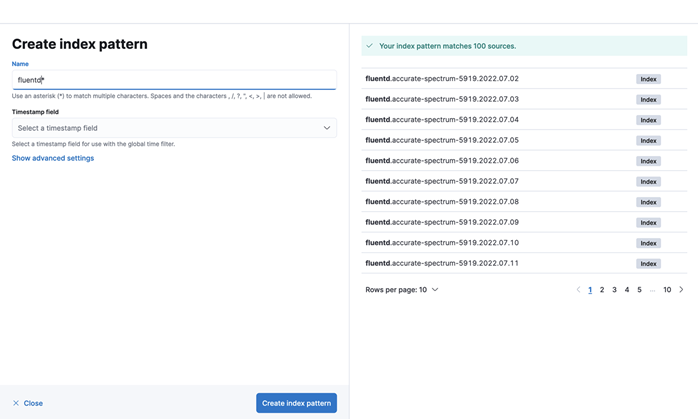 Create index pattern
Name
fluentd*
Use an asterisk (*) to match multiple characters. Spaces and the characters , /, ?, ", <, >, | are not allowed.
Timestamp field
Select a timestamp field
Select a timestamp field for use with the global time filter.
Show advanced settings
Close
Create index pattern
Your index pattern matches 100 sources.
fluentd.accurate-spectrum-5919.2022.07.02 Index
fluentd.accurate-spectrum-5919.2022.07.03 Index
fluentd.accurate-spectrum-5919.2022.07.04 Index
fluentd.accurate-spectrum-5919.2022.07.05 Index
fluentd.accurate-spectrum-5919.2022.07.06 Index
fluentd.accurate-spectrum-5919.2022.07.07 Index
fluentd.accurate-spectrum-5919.2022.07.08 Index
fluentd.accurate-spectrum-5919.2022.07.09 Index
fluentd.accurate-spectrum-5919.2022.07.10 Index
fluentd.accurate-spectrum-5919.2022.07.11 Index
Rows per page: 10 1 2 3 4 5 ... 10